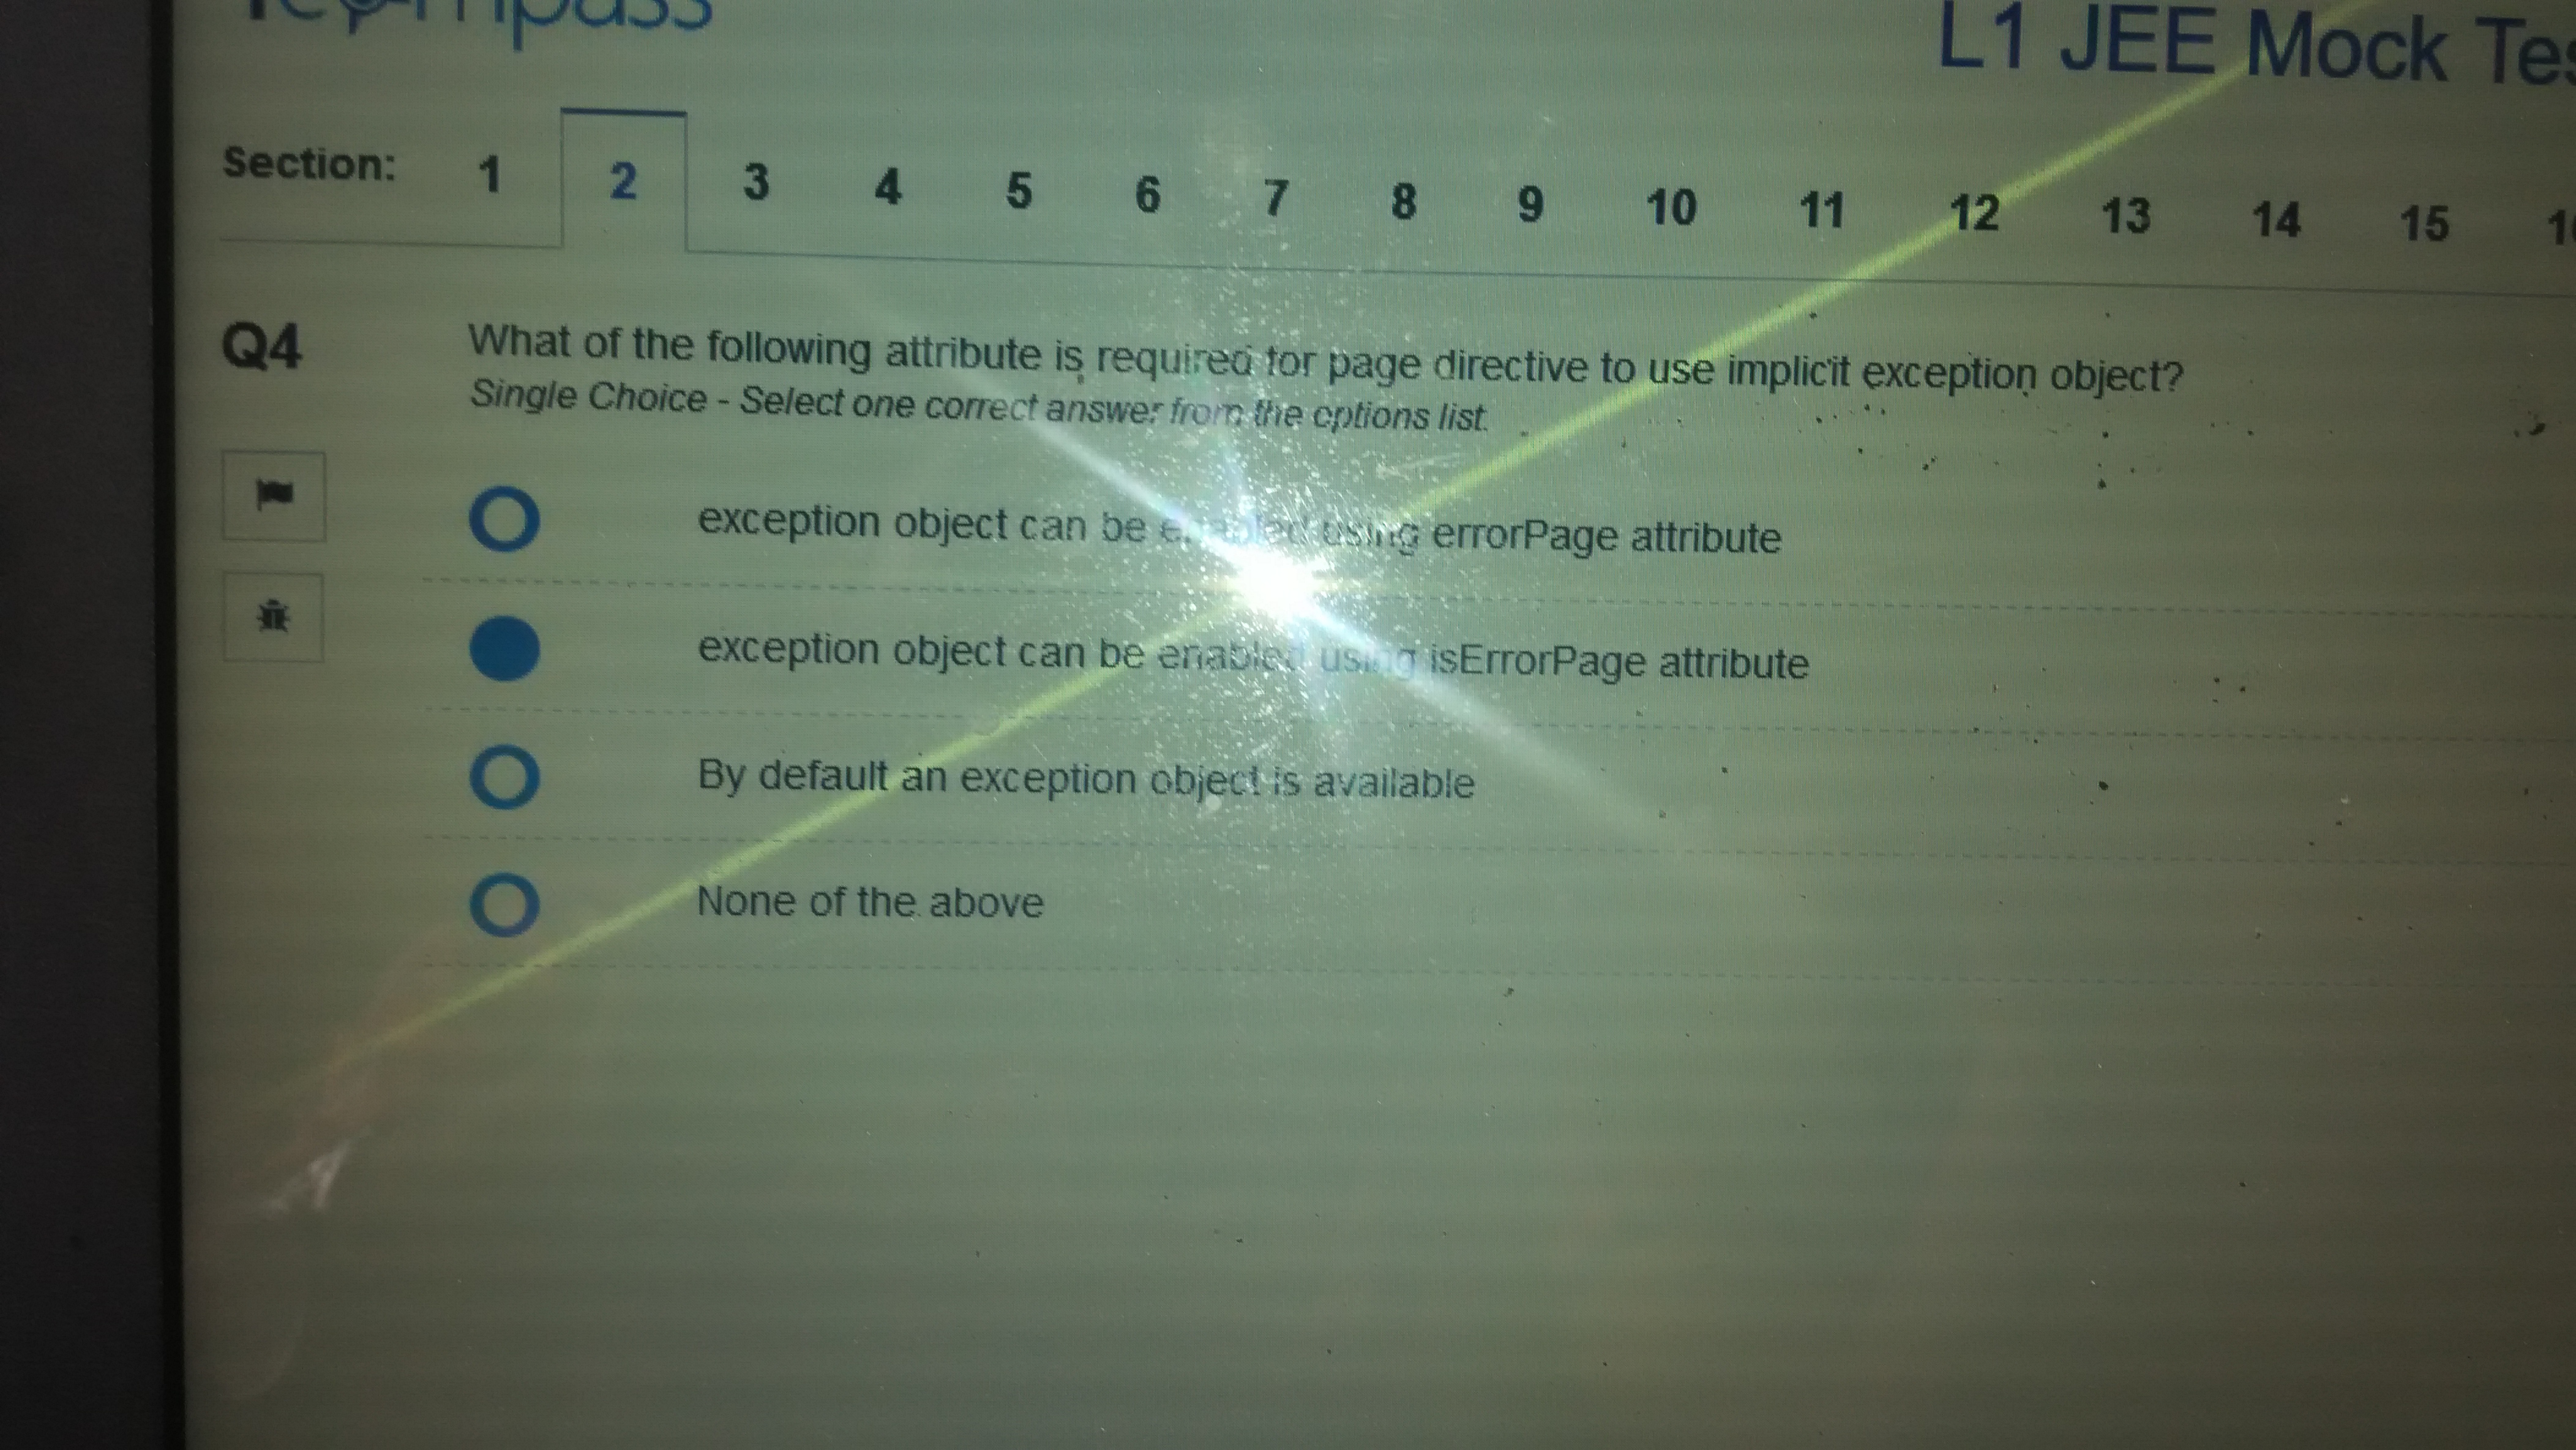 L1 JEE Mock
Section: 1 2 3 4 5 6 7 8 9 10 11 12 13 14 15
Q4
What of the following attribute is required for page directive to use implicit exception object?
Single Choice - Select one correct answer from the options list.
exception object can be enabled using errorPage attribute
exception object can be enabled using isErrorPage attribute
By default an exception object is available
None of the above